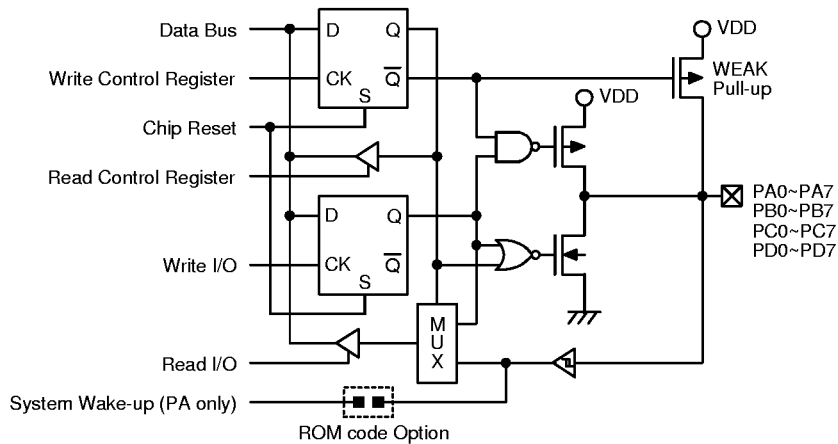 Data Bus
D
Q
VDD
Write Control Register
CK
Q
WEAK
Pull-up
S
VDD
Chip Reset
Read Control Register
D
Q
PA0~PA7
PB0~PB7
PC0~PC7
PD0~PD7
Write I/O
CK
Q
S
M
U
X
Read I/O
System Wake-up (PA only)
ROM code Option